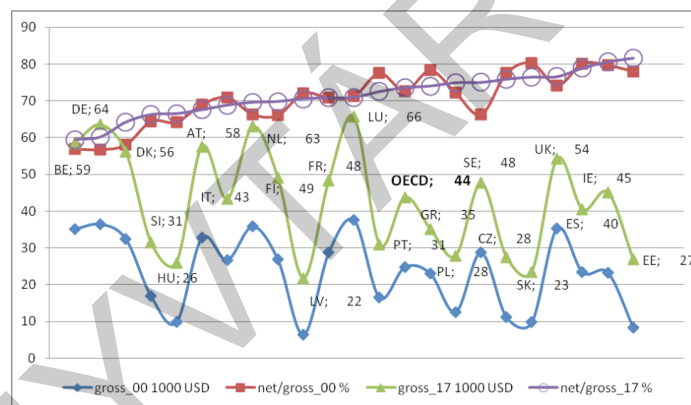 90
80
70
60
50
40
30
20
10
0
DE; 64
BE; 59
DK; 56
SI; 31
HU; 26
AT; 58
IT; 43
NL; 63
FI; 49
LV; 22
FR; 48
LU; 66
PT; 31
OECD; 44
GR; 35
PL; 28
SE; 48
CZ; 28
SK; 23
UK; 54
ES; 40
IE; 45
EE; 27
gross_00 1000 USD net/gross_00 % gross_17 1000 USD net/gross_17 %
YVTÁR